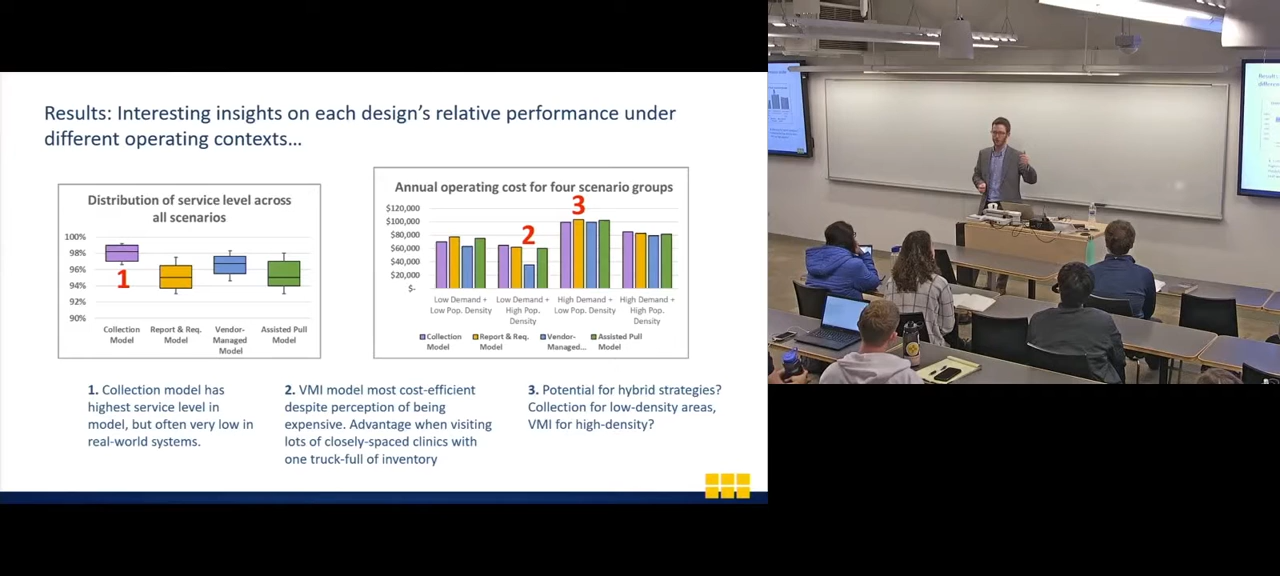 Results: Interesting insights on each design's relative performance under
different operating contexts...
Distribution of service level across
all scenarios
100%
98%
96%
94%
92%
90%
1
Collection
Model
Report & Req.
Model
Vendor-
Managed
Model
Assisted Pull
Model
Annual operating cost for four scenario groups
$120,000
$100,000
$80,000
$60,000
$40,000
$20,000
$-
2
3
Low Demand +
Low Pop. Density
Low Demand +
High Pop.
Density
High Demand +
Low Pop. Density
High Demand +
High Pop.
Density
Collection
Model
Report & Req.
Model
Vendor-
Managed...
Assisted Pull
Model
1. Collection model has
highest service level in
model, but often very low in
real-world systems.
2. VMI model most cost-efficient
despite perception of being
expensive. Advantage when visiting
lots of closely-spaced clinics with
one truck-full of inventory
3. Potential for hybrid strategies?
Collection for low-density areas,
VMI for high-density?